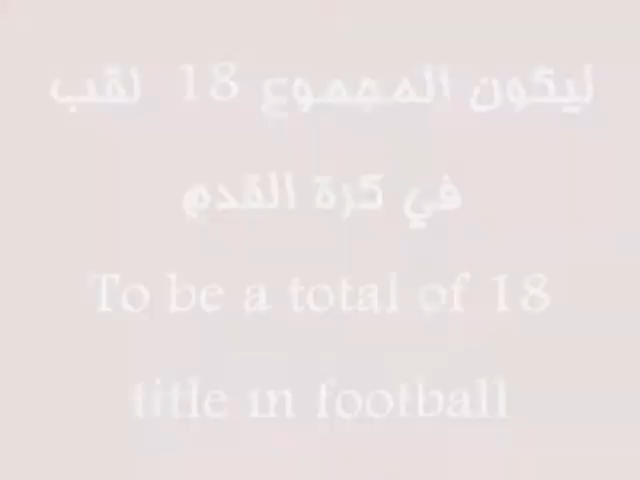 ليكون المجموع 18 لقب
في كرة القدم
To be a total of 18
title in football